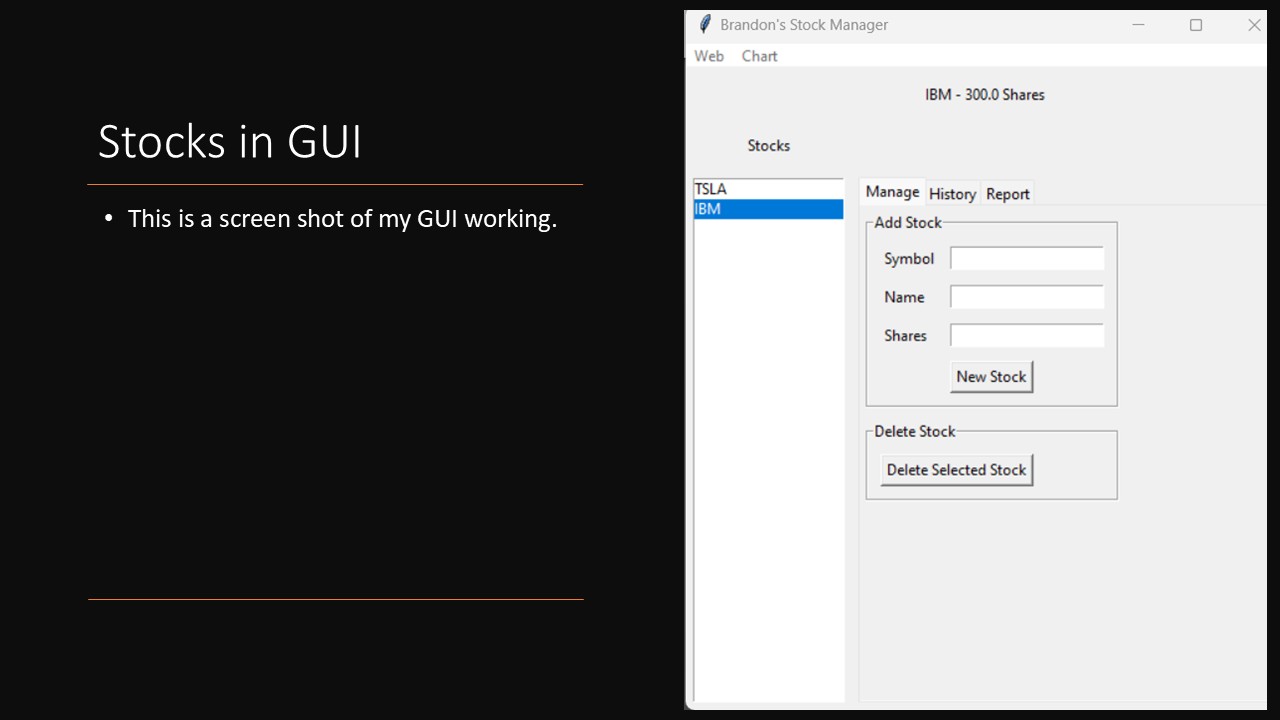 Stocks in GUI
• This is a screen shot of my GUI working.
Brandon's Stock Manager
Web Chart
IBM - 300.0 Shares
Stocks
TSLA
IBM
Manage History Report
Add Stock
Symbol
Name
Shares
New Stock
Delete Stock
Delete Selected Stock